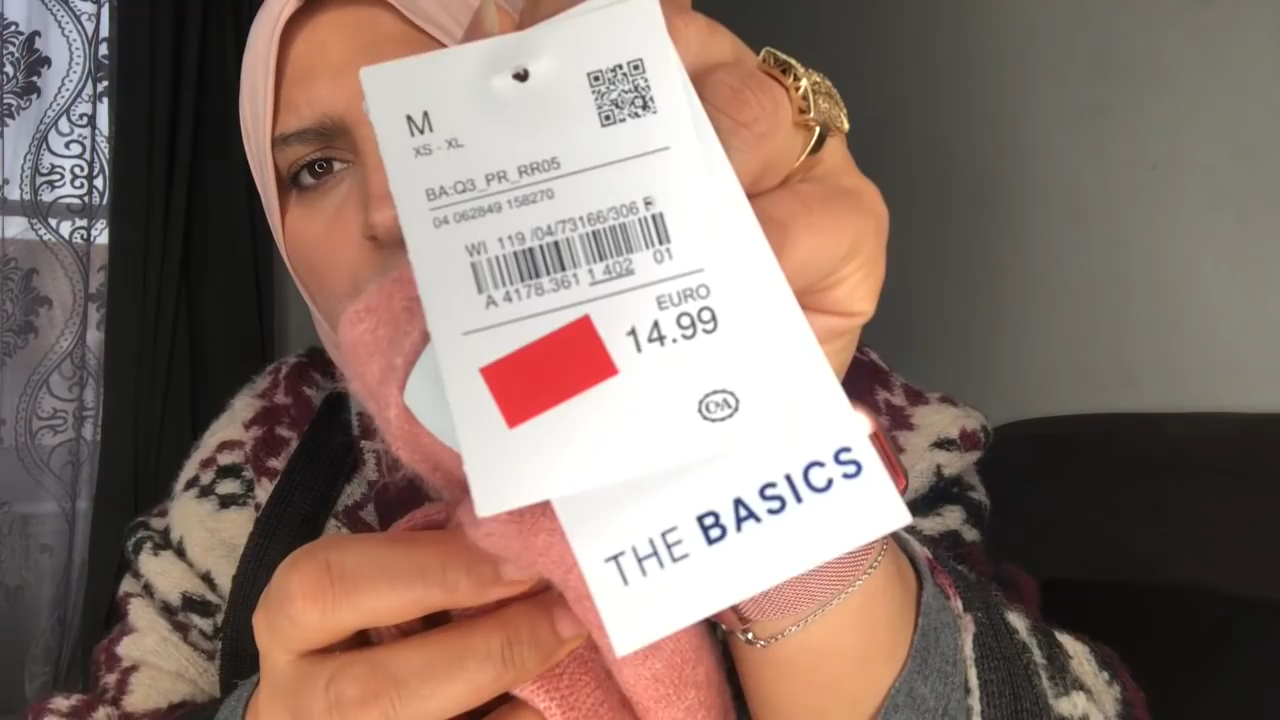 M
XS - XL
BA:Q3_PR_RR05
04 062849 158270
WI 119 /04/73166/306 F
A 4178.361 1 402 01
EURO
14.99
C&A
THE BASICS